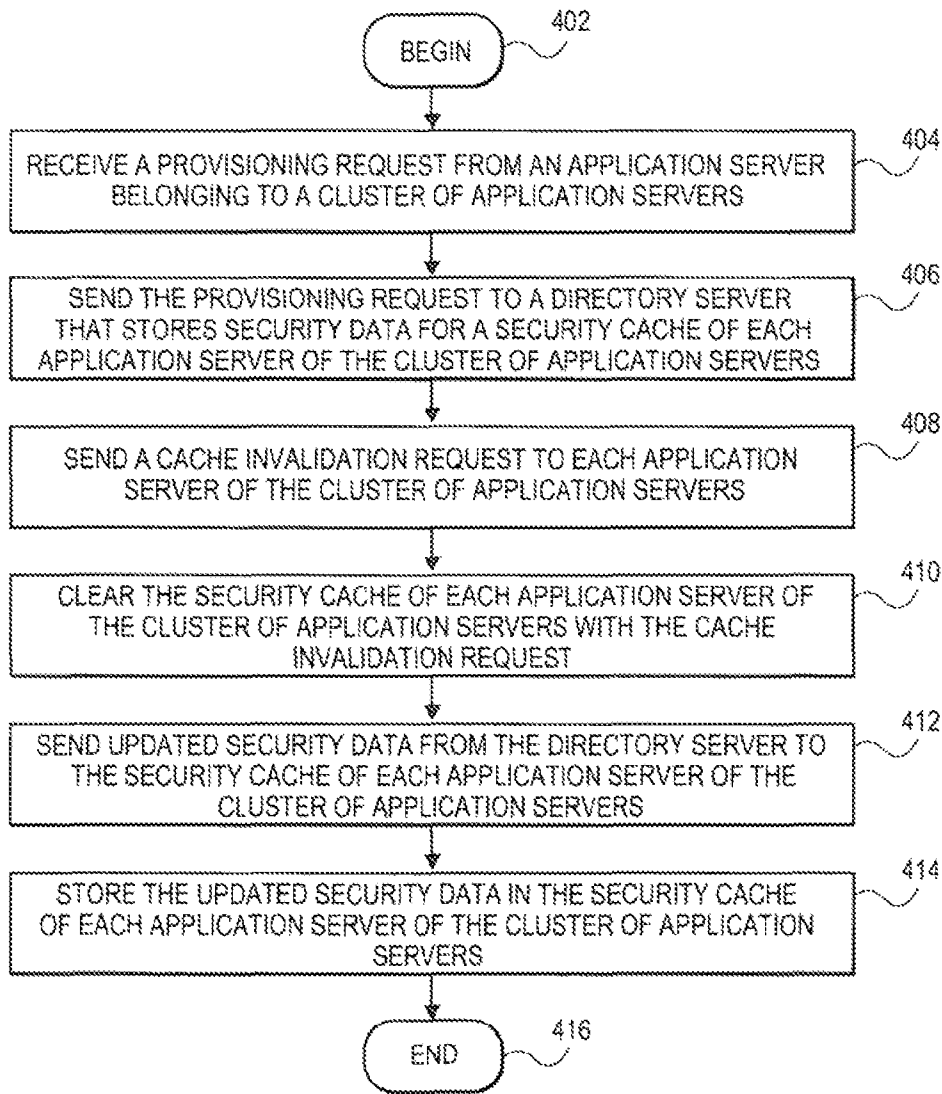 402
BEGIN
404
RECEIVE A PROVISIONING REQUEST FROM AN APPLICATION SERVER
BELONGING TO A CLUSTER OF APPLICATION SERVERS
406
SEND THE PROVISIONING REQUEST TO A DIRECTORY SERVER
THAT STORES SECURITY DATA FOR A SECURITY CACHE OF EACH
APPLICATION SERVER OF THE CLUSTER OF APPLICATION SERVERS
408
SEND A CACHE INVALIDATION REQUEST TO EACH APPLICATION
SERVER OF THE CLUSTER OF APPLICATION SERVERS
410
CLEAR THE SECURITY CACHE OF EACH APPLICATION SERVER OF
THE CLUSTER OF APPLICATION SERVERS WITH THE CACHE
INVALIDATION REQUEST
412
SEND UPDATED SECURITY DATA FROM THE DIRECTORY SERVER TO
THE SECURITY CACHE OF EACH APPLICATION SERVER OF THE
CLUSTER OF APPLICATION SERVERS
414
STORE THE UPDATED SECURITY DATA IN THE SECURITY CACHE
OF EACH APPLICATION SERVER OF THE CLUSTER OF APPLICATION
SERVERS
416
END